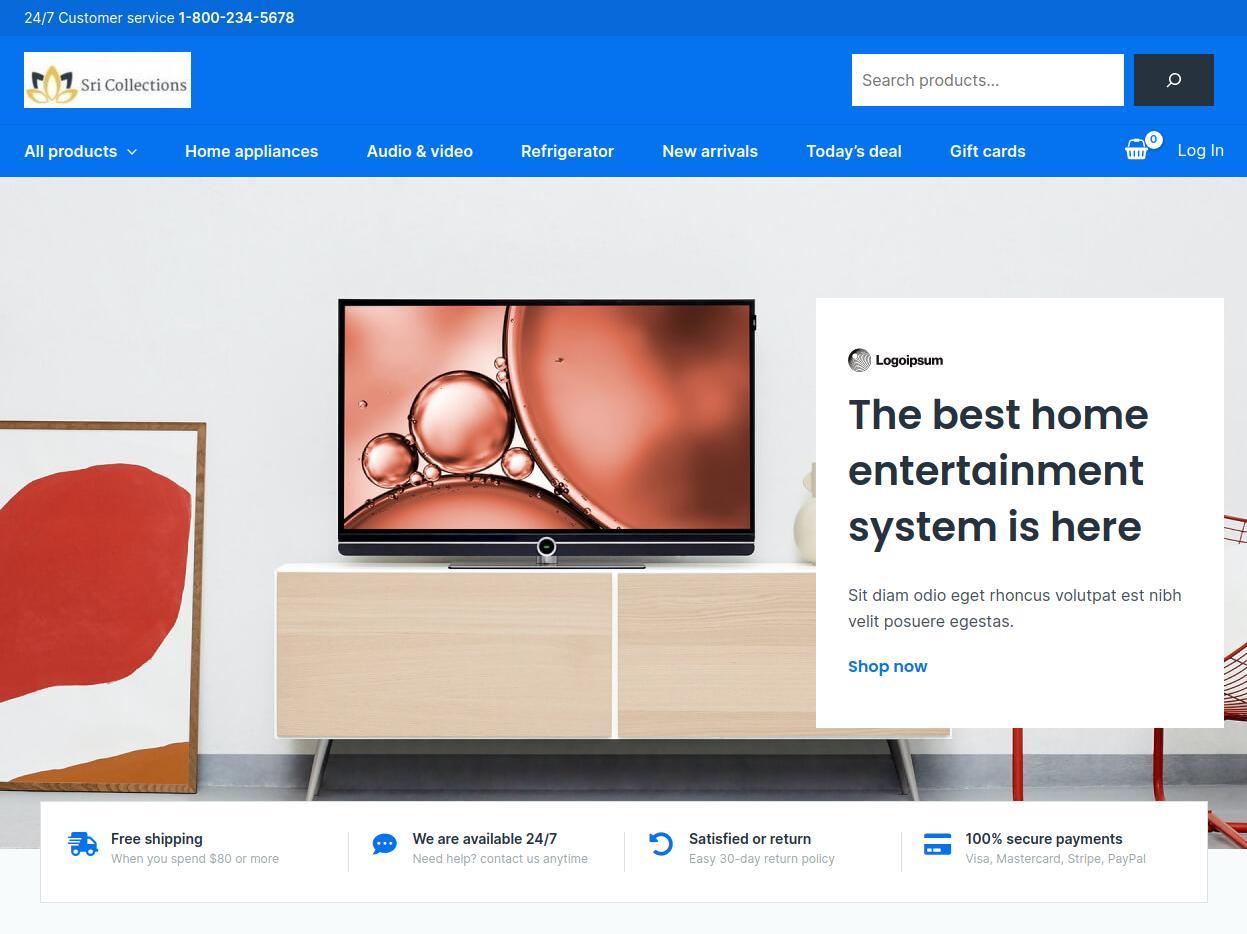 24/7 Customer service 1-800-234-5678
Sri Collections
Search products...
All products
Home appliances
Audio & video
Refrigerator
New arrivals
Today’s deal
Gift cards
0
Log In
Logoipsum
The best home
entertainment
system is here
Sit diam odio eget rhoncus volutpat est nibh
velit posuere egestas.
Shop now
Free shipping
When you spend $80 or more
We are available 24/7
Need help? contact us anytime
Satisfied or return
Easy 30-day return policy
100% secure payments
Visa, Mastercard, Stripe, PayPal